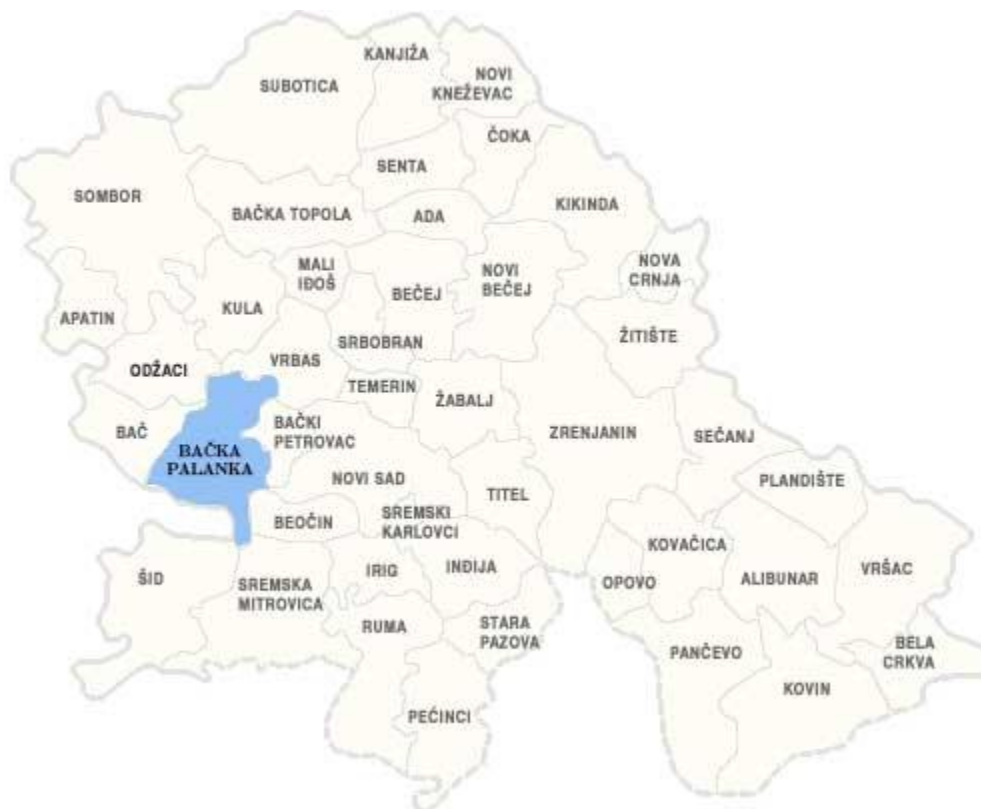 KANJIŽA
NOVI
KNEŽEVAC
SUBOTICA
ČOKA
SENTA
SOMBOR
KIKINDA
BAČKA TOPOLA
ADA
MALI
IĐOŠ
NOVI
BEČEJ
NOVA
CRNJA
BEČEJ
KULA
APATIN
SRBOBRAN
ŽITIŠTE
ODŽACI
VRBAS
TEMERIN
ŽABALJ
BAČ
BAČKI
PETROVAC
ZRENJANIN
SEČANJ
BAČKA
PALANKA
NOVI SAD
TITEL
PLANDIŠTE
BEOČIN
SREMSKI
KARLOVCI
KOVAČICA
ŠID
SREMSKA
MITROVICA
IRIG
INĐIJA
OPOVO
ALIBUNAR
VRŠAC
RUMA
STARA
PAZOVA
PANČEVO
BELA
CRKVA
KOVIN
PEĆINCI